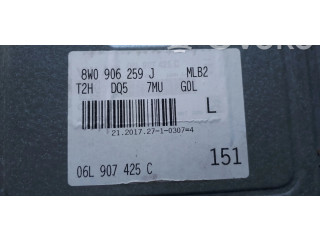 8W0 906 259 J MLB2
T2H DQ5 7MU G0L
L
21.2017.27-1-0307=4
06L 907 425 C 151